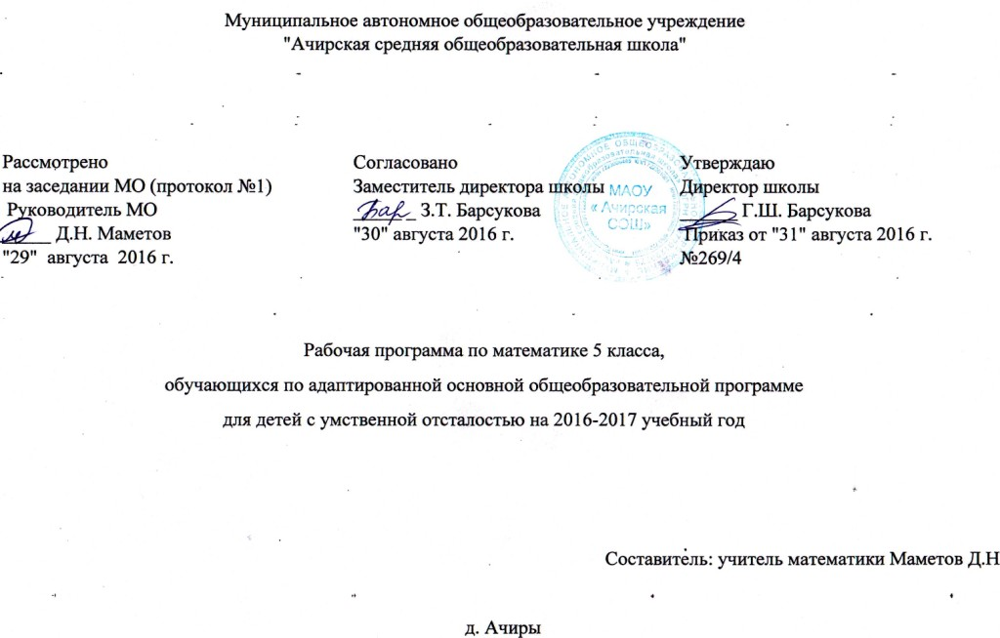 Муниципальное автономное общеобразовательное учреждение
"Ачирская средняя общеобразовательная школа"
Рассмотрено
на заседании МО (протокол №1)
Руководитель МО
Д.Н. Маметов
"29" августа 2016 г.
Согласовано
Заместитель директора школы
Бар З.Т. Барсукова
"30" августа 2016 г.
МАОУ
« Ачирская
СОШ»
Утверждаю
Директор школы
Г.Ш. Барсукова
Приказ от "31" августа 2016 г.
№269/4
Рабочая программа по математике 5 класса,
обучающихся по адаптированной основной общеобразовательной программе
для детей с умственной отсталостью на 2016-2017 учебный год
Составитель: учитель математики Маметов Д.Н
д. Ачиры